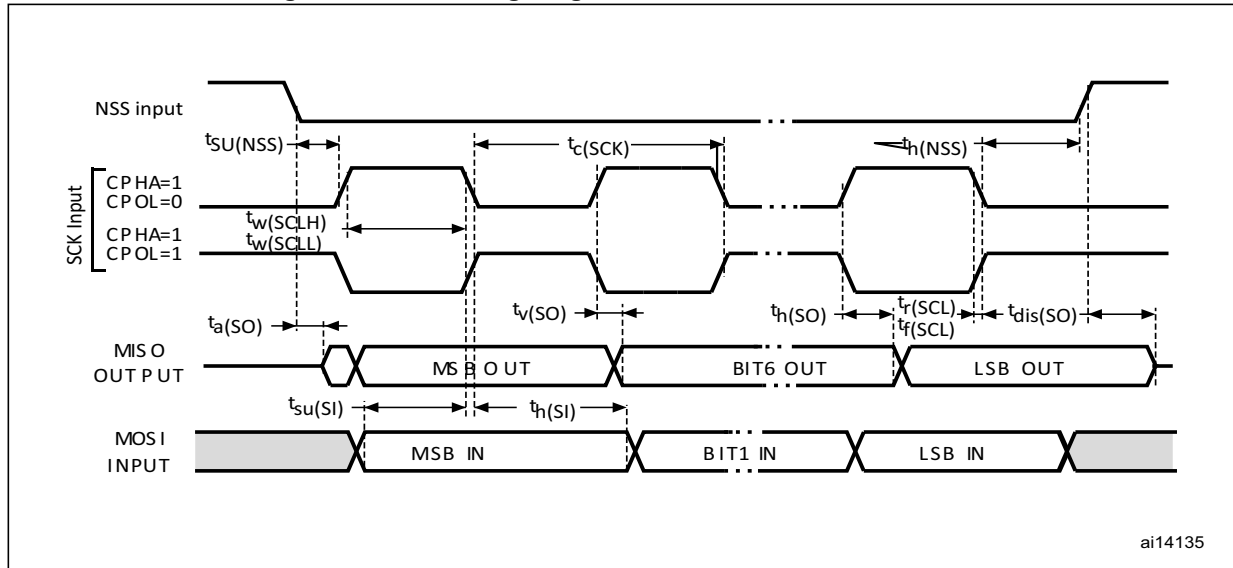 NSS input
tSU(NSS)
tc(SCK)
th(NSS)
SCK Input
CPHA=1
CPOL=0
tw(SCLH)
tw(SCLL)
CPHA=1
CPOL=1
ta(SO)
tv(SO)
th(SO)
tr(SCL)
tf(SCL)
tdis(SO)
MISO
OUTPUT
MSB OUT
BIT6 OUT
LSB OUT
tsu(SI)
th(SI)
MOSI
INPUT
MSB IN
BIT1 IN
LSB IN
ai14135